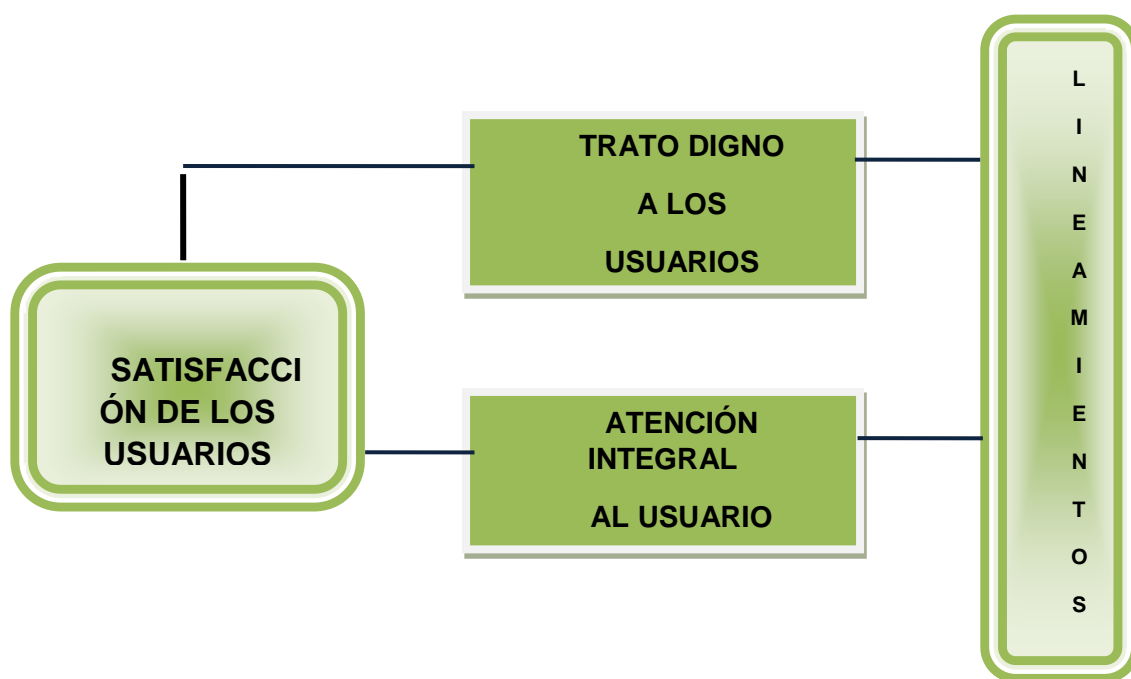 TRATO DIGNO
A LOS
USUARIOS
SATISFACCI
ÓN DE LOS
USUARIOS
ATENCIÓN
INTEGRAL
AL USUARIO
L
I
N
E
A
M
I
E
N
T
O
S